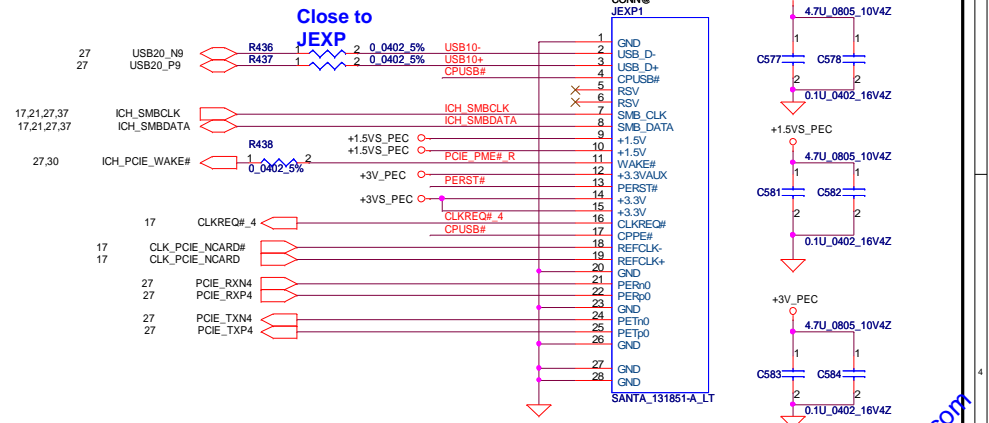 Close to
JEXP
CONN@
JEXP1
27 USB20_N9 R436 1 2 0_0402_5% USB10- 2 USB_D-
27 USB20_P9 R437 1 2 0_0402_5% USB10+ 3 USB_D+
1 GND
CPUSB# 4 CPUSB#
5 RSV
6 RSV
17,21,27,37 ICH_SMBCLK ICH_SMBCLK 7 SMB_CLK
17,21,27,37 ICH_SMBDATA ICH_SMBDATA 8 SMB_DATA
+1.5VS_PEC 9 +1.5V
+1.5VS_PEC 10 +1.5V
27,30 ICH_PCIE_WAKE# R438 1 2 0_0402_5% PCIE_PME#_R 11 WAKE#
+3V_PEC 12 +3.3VAUX
PERST# 13 PERST#
+3VS_PEC 14 +3.3V
15 +3.3V
17 CLKREQ#_4 CLKREQ#_4 16 CLKREQ#
CPUSB# 17 CPPE#
17 CLK_PCIE_NCARD# 18 REFCLK-
17 CLK_PCIE_NCARD 19 REFCLK+
20 GND
27 PCIE_RXN4 21 PERn0
27 PCIE_RXP4 22 PERp0
23 GND
27 PCIE_TXN4 24 PETn0
27 PCIE_TXP4 25 PETp0
26 GND
27 GND
28 GND
SANTA_131851-A_LT
4.7U_0805_10V4Z
1 1
C577 C578
2 2
0.1U_0402_16V4Z
+1.5VS_PEC
4.7U_0805_10V4Z
1 1
C581 C582
2 2
0.1U_0402_16V4Z
+3V_PEC
4.7U_0805_10V4Z
1 1
C583 C584
2 2
0.1U_0402_16V4Z
4
com